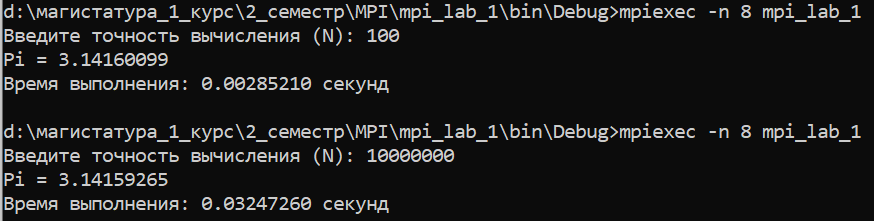 d:\магистатура_1_курс\2_семестр\MPI\mpi_lab_1\bin\Debug>mpiexec -n 8 mpi_lab_1
Введите точность вычисления (N): 100
Pi = 3.14160099
Время выполнения: 0.00285210 секунд
d:\магистатура_1_курс\2_семестр\MPI\mpi_lab_1\bin\Debug>mpiexec -n 8 mpi_lab_1
Введите точность вычисления (N): 10000000
Pi = 3.14159265
Время выполнения: 0.03247260 секунд